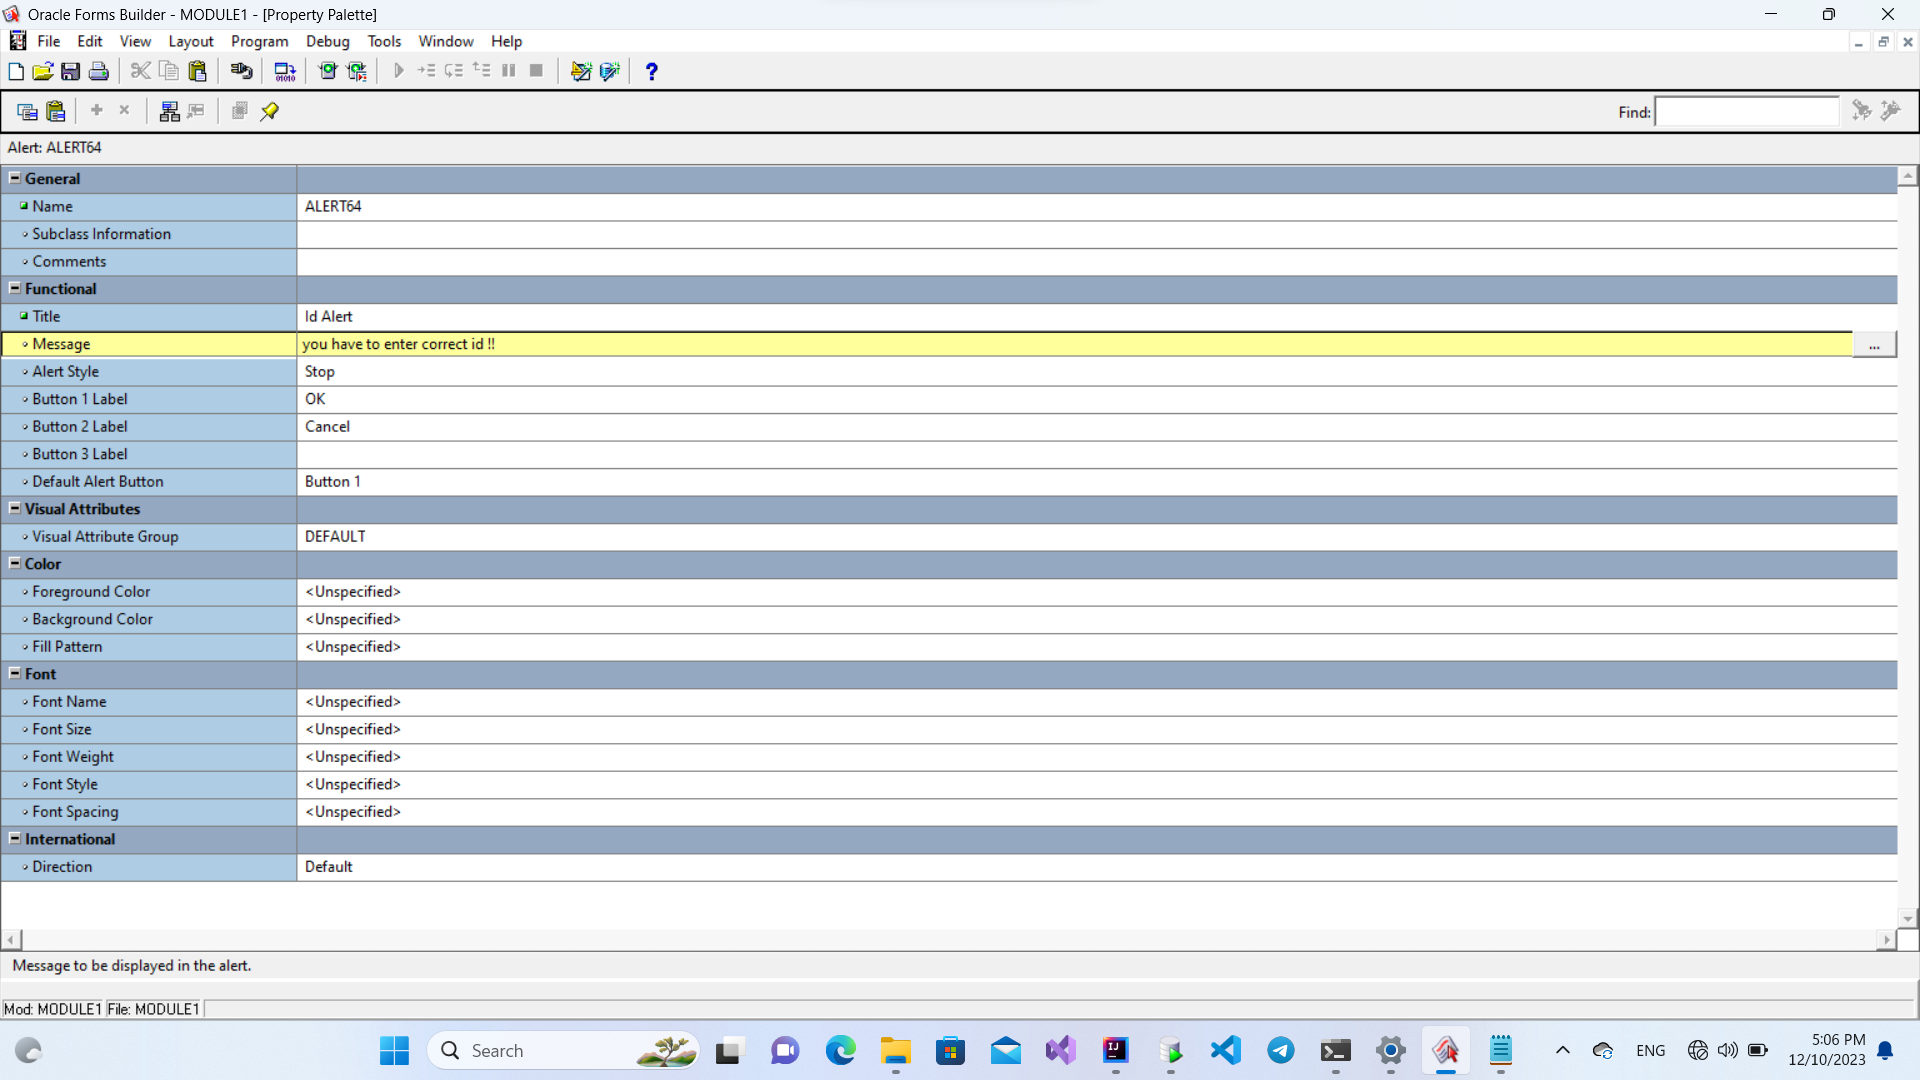 Oracle Forms Builder - MODULE1 - [Property Palette]
File Edit View Layout Program Debug Tools Window Help
Find:
Alert: ALERT64
General
Name ALERT64
Subclass Information
Comments
Functional
Title Id Alert
Message you have to enter correct id !!
...
Alert Style Stop
Button 1 Label OK
Button 2 Label Cancel
Button 3 Label
Default Alert Button Button 1
Visual Attributes
Visual Attribute Group DEFAULT
Color
Foreground Color <Unspecified>
Background Color <Unspecified>
Fill Pattern <Unspecified>
Font
Font Name <Unspecified>
Font Size <Unspecified>
Font Weight <Unspecified>
Font Style <Unspecified>
Font Spacing <Unspecified>
International
Direction Default
Message to be displayed in the alert.
Mod: MODULE1 File: MODULE1
Search
ENG
5:06 PM
12/10/2023